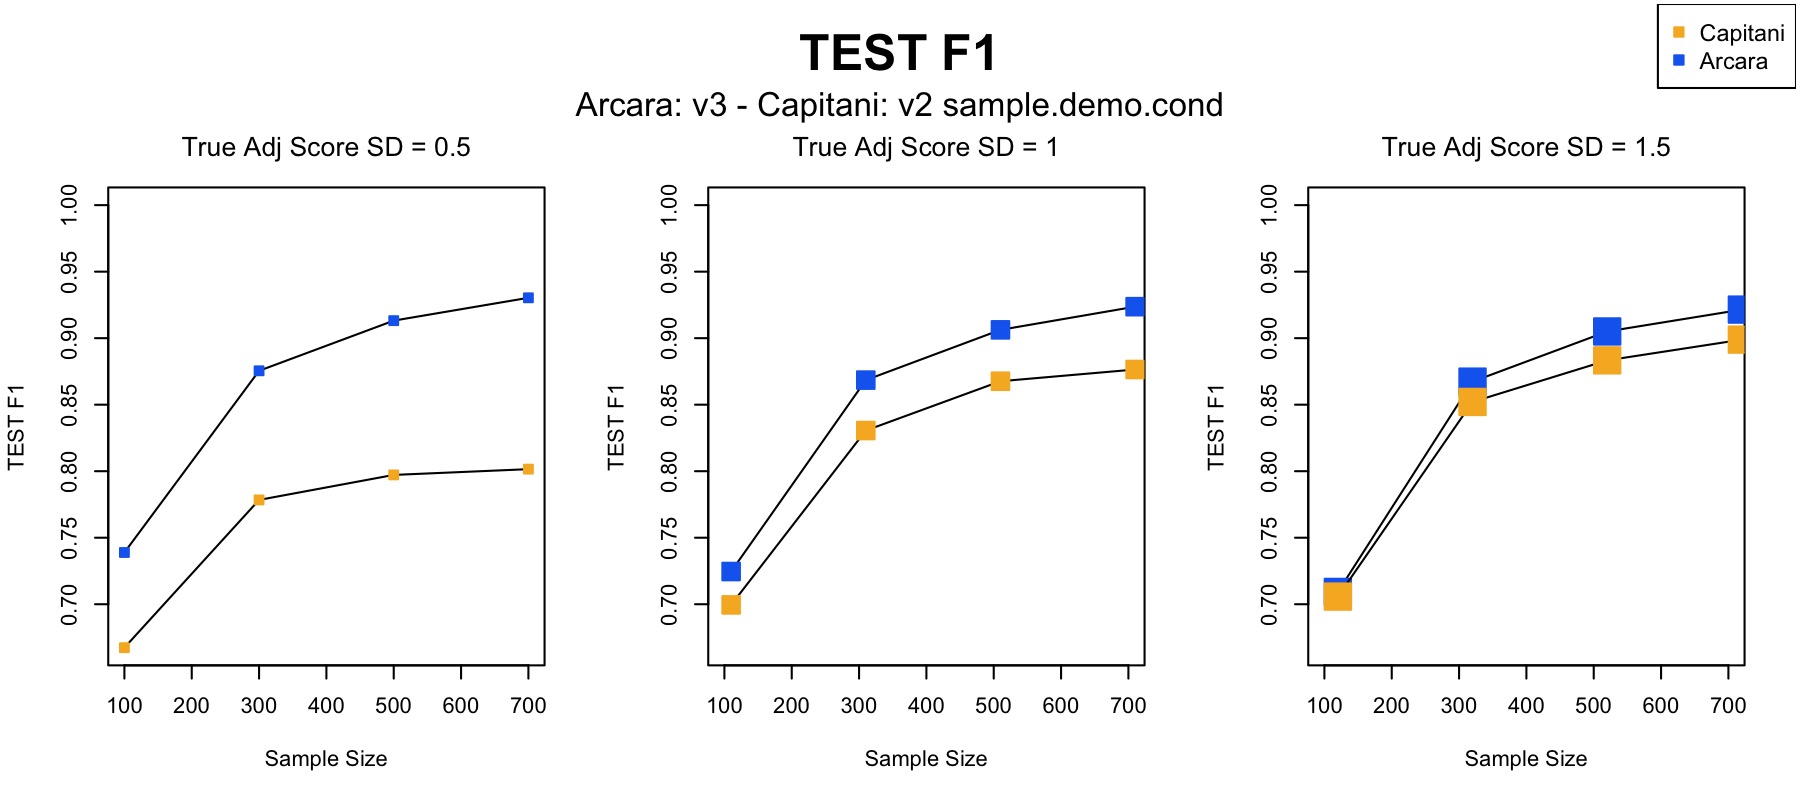 TEST F1
Arcara: v3 - Capitani: v2 sample.demo.cond
Capitani
Arcara
True Adj Score SD = 0.5
TEST F1
1.00
0.95
0.90
0.85
0.80
0.75
0.70
100 200 300 400 500 600 700
Sample Size
True Adj Score SD = 1
TEST F1
1.00
0.95
0.90
0.85
0.80
0.75
0.70
100 200 300 400 500 600 700
Sample Size
True Adj Score SD = 1.5
TEST F1
1.00
0.95
0.90
0.85
0.80
0.75
0.70
100 200 300 400 500 600 700
Sample Size